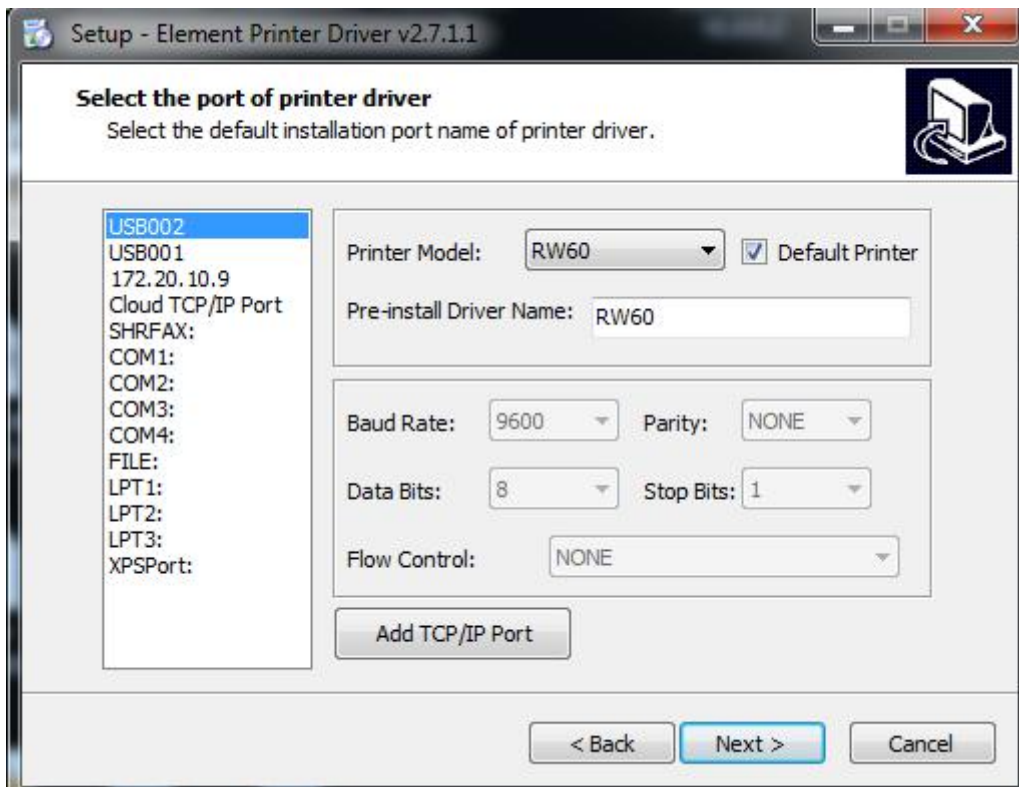 Setup - Element Printer Driver v2.7.1.1
Select the port of printer driver
Select the default installation port name of printer driver.
USB002
USB001
172.20.10.9
Cloud TCP/IP Port
SHRFAX:
COM1:
COM2:
COM3:
COM4:
FILE:
LPT1:
LPT2:
LPT3:
XPSPort:
Printer Model: RW60 Default Printer
Pre-install Driver Name: RW60
Baud Rate: 9600 Parity: NONE
Data Bits: 8 Stop Bits: 1
Flow Control: NONE
Add TCP/IP Port
< Back Next > Cancel